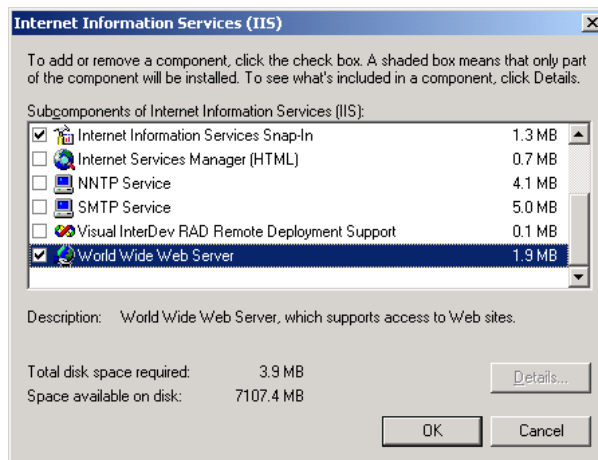 Internet Information Services (IIS)
To add or remove a component, click the check box. A shaded box means that only part
of the component will be installed. To see what's included in a component, click Details.
Subcomponents of Internet Information Services (IIS):
Internet Information Services Snap-In 1.3 MB
Internet Services Manager (HTML) 0.7 MB
NNTP Service 4.1 MB
SMTP Service 5.0 MB
Visual InterDev RAD Remote Deployment Support 0.1 MB
World Wide Web Server 1.9 MB
Description: World Wide Web Server, which supports access to Web sites.
Total disk space required: 3.9 MB
Details...
Space available on disk: 7107.4 MB
OK Cancel